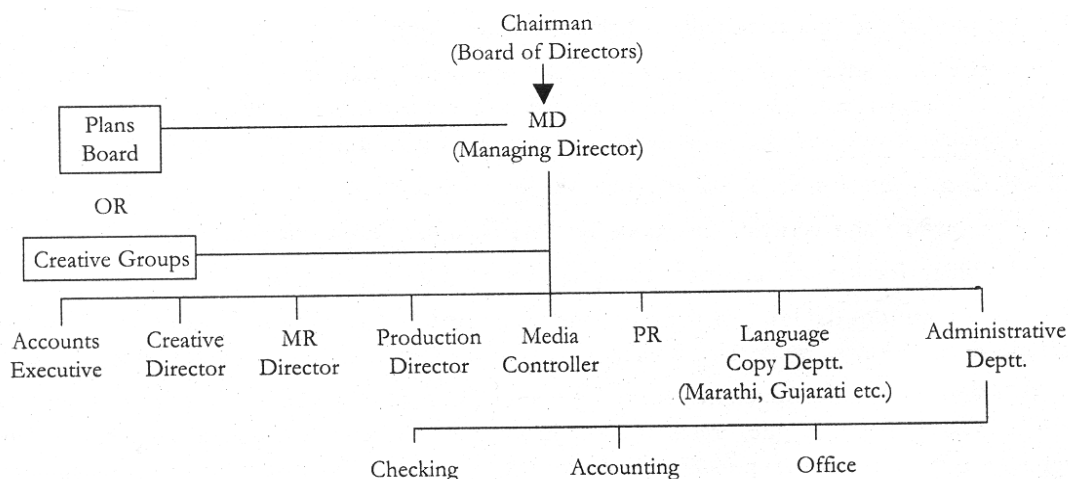 Chairman
(Board of Directors)
MD
(Managing Director)
Plans
Board
OR
Creative Groups
Accounts
Executive
Creative
Director
MR
Director
Production
Director
Media
Controller
PR
Language
Copy Deptt.
(Marathi, Gujarati etc.)
Administrative
Deptt.
Checking
Accounting
Office